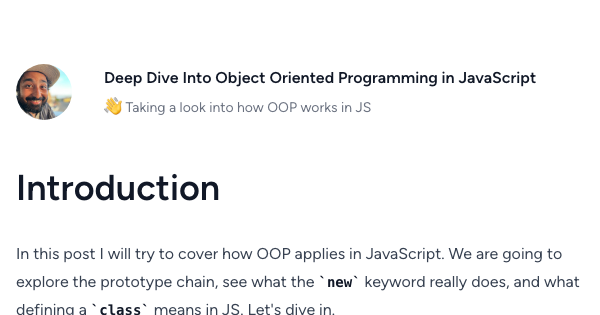 Deep Dive Into Object Oriented Programming in JavaScript
👋 Taking a look into how OOP works in JS
Introduction
In this post I will try to cover how OOP applies in JavaScript. We are going to
explore the prototype chain, see what the `new` keyword really does, and what
defining a `class` means in JS. Let's dive in.